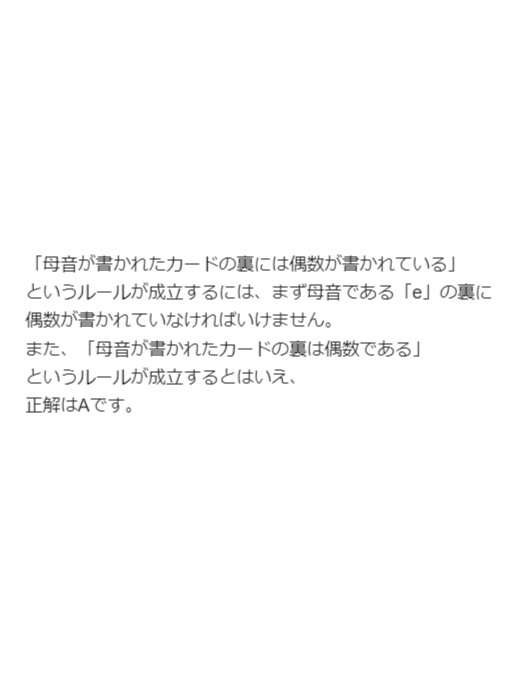 「母音が書かれたカードの裏には偶数が書かれている」
というルールが成立するには、まず母音である「e」の裏に
偶数が書かれていなければいけません。
また、「母音が書かれたカードの裏は偶数である」
というルールが成立するとはいえ、
正解はAです。